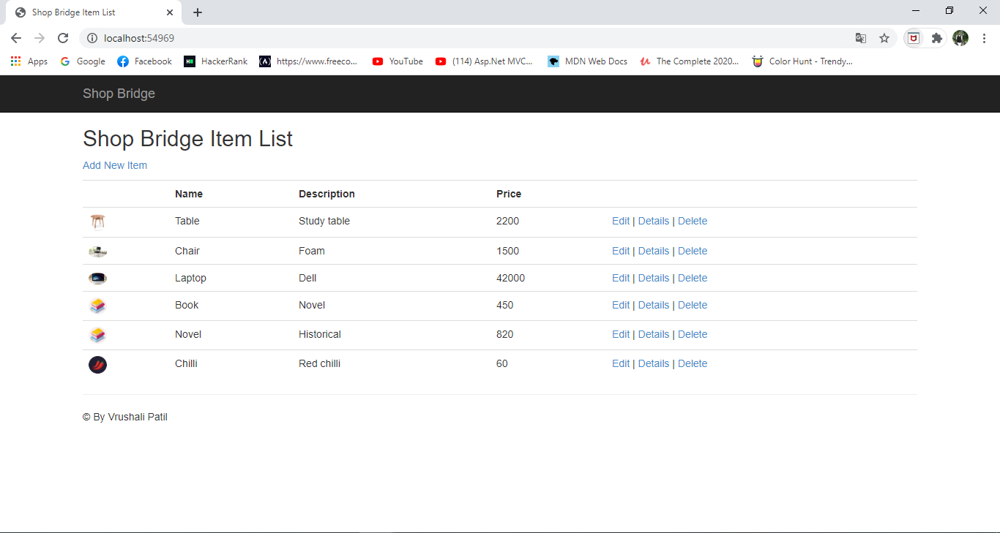 Shop Bridge Item List
localhost:54969
Apps Google Facebook HackerRank https://www.freeco... YouTube (114) Asp.Net MVC... MDN Web Docs The Complete 2020... Color Hunt - Trendy...
Shop Bridge
Shop Bridge Item List
Add New Item
Name Description Price
Table Study table 2200 Edit | Details | Delete
Chair Foam 1500 Edit | Details | Delete
Laptop Dell 42000 Edit | Details | Delete
Book Novel 450 Edit | Details | Delete
Novel Historical 820 Edit | Details | Delete
Chilli Red chilli 60 Edit | Details | Delete
© By Vrushali Patil